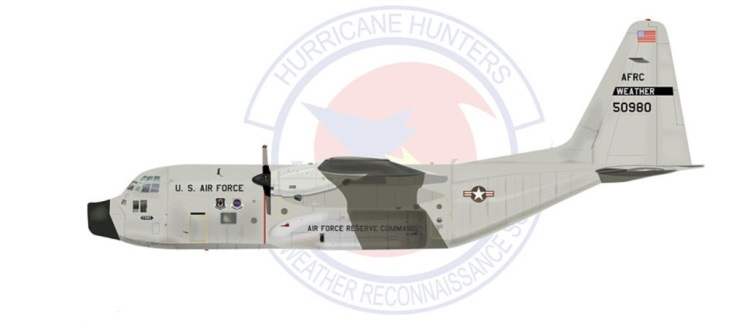 HURRICANE HUNTERS
AFRC
WEATHER
50980
U. S. AIR FORCE
AIR FORCE RESERVE COMMAND
WEATHER RECONNAISSANCE